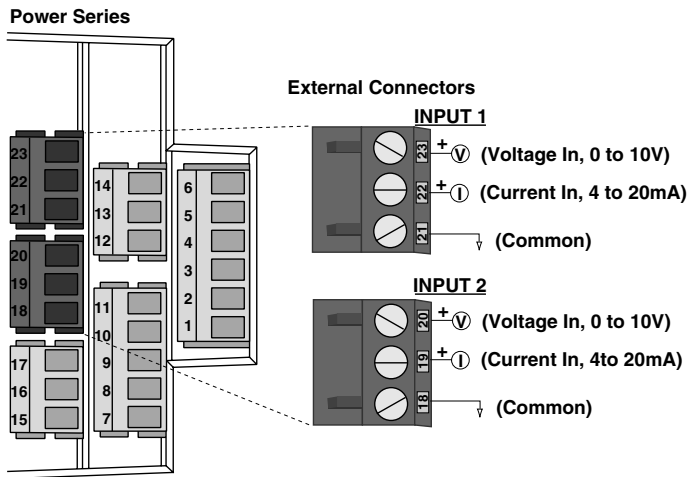 Power Series
External Connectors
INPUT 1
23 + V (Voltage In, 0 to 10V)
22 + I (Current In, 4 to 20mA)
21 (Common)
INPUT 2
20 + V (Voltage In, 0 to 10V)
19 + I (Current In, 4to 20mA)
18 (Common)
23
22
21
20
19
18
17
16
15
14
13
12
11
10
9
8
7
6
5
4
3
2
1